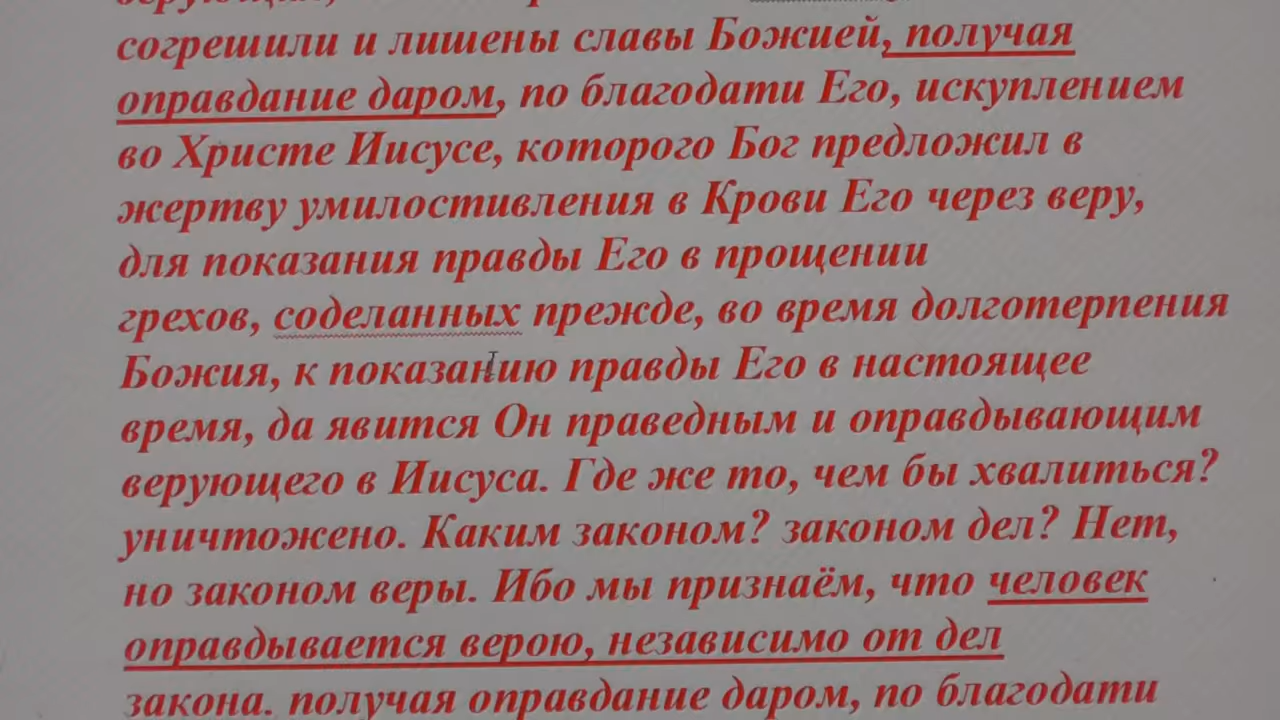 согрешили и лишены славы Божией, получая
оправдание даром, по благодати Его, искуплением
во Христе Иисусе, которого Бог предложил в
жертву умилостивления в Крови Его через веру,
для показания правды Его в прощении
грехов, соделанных прежде, во время долготерпения
Божия, к показанию правды Его в настоящее
время, да явится Он праведным и оправдывающим
верующего в Иисуса. Где же то, чем бы хвалиться?
уничтожено. Каким законом? законом дел? Нет,
но законом веры. Ибо мы признаём, что человек
оправдывается верою, независимо от дел
закона. получая оправдание даром, по благодати